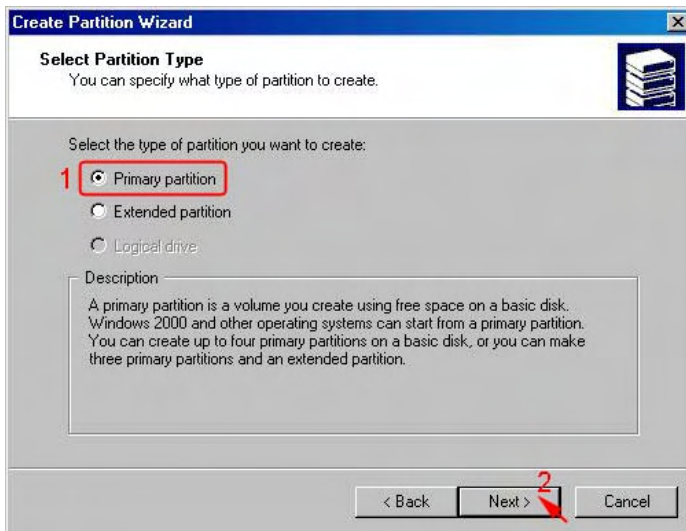 Create Partition Wizard
Select Partition Type
You can specify what type of partition to create.
Select the type of partition you want to create:
1 Primary partition
Extended partition
Logical drive
Description
A primary partition is a volume you create using free space on a basic disk.
Windows 2000 and other operating systems can start from a primary partition.
You can create up to four primary partitions on a basic disk, or you can make
three primary partitions and an extended partition.
2
< Back Next > Cancel